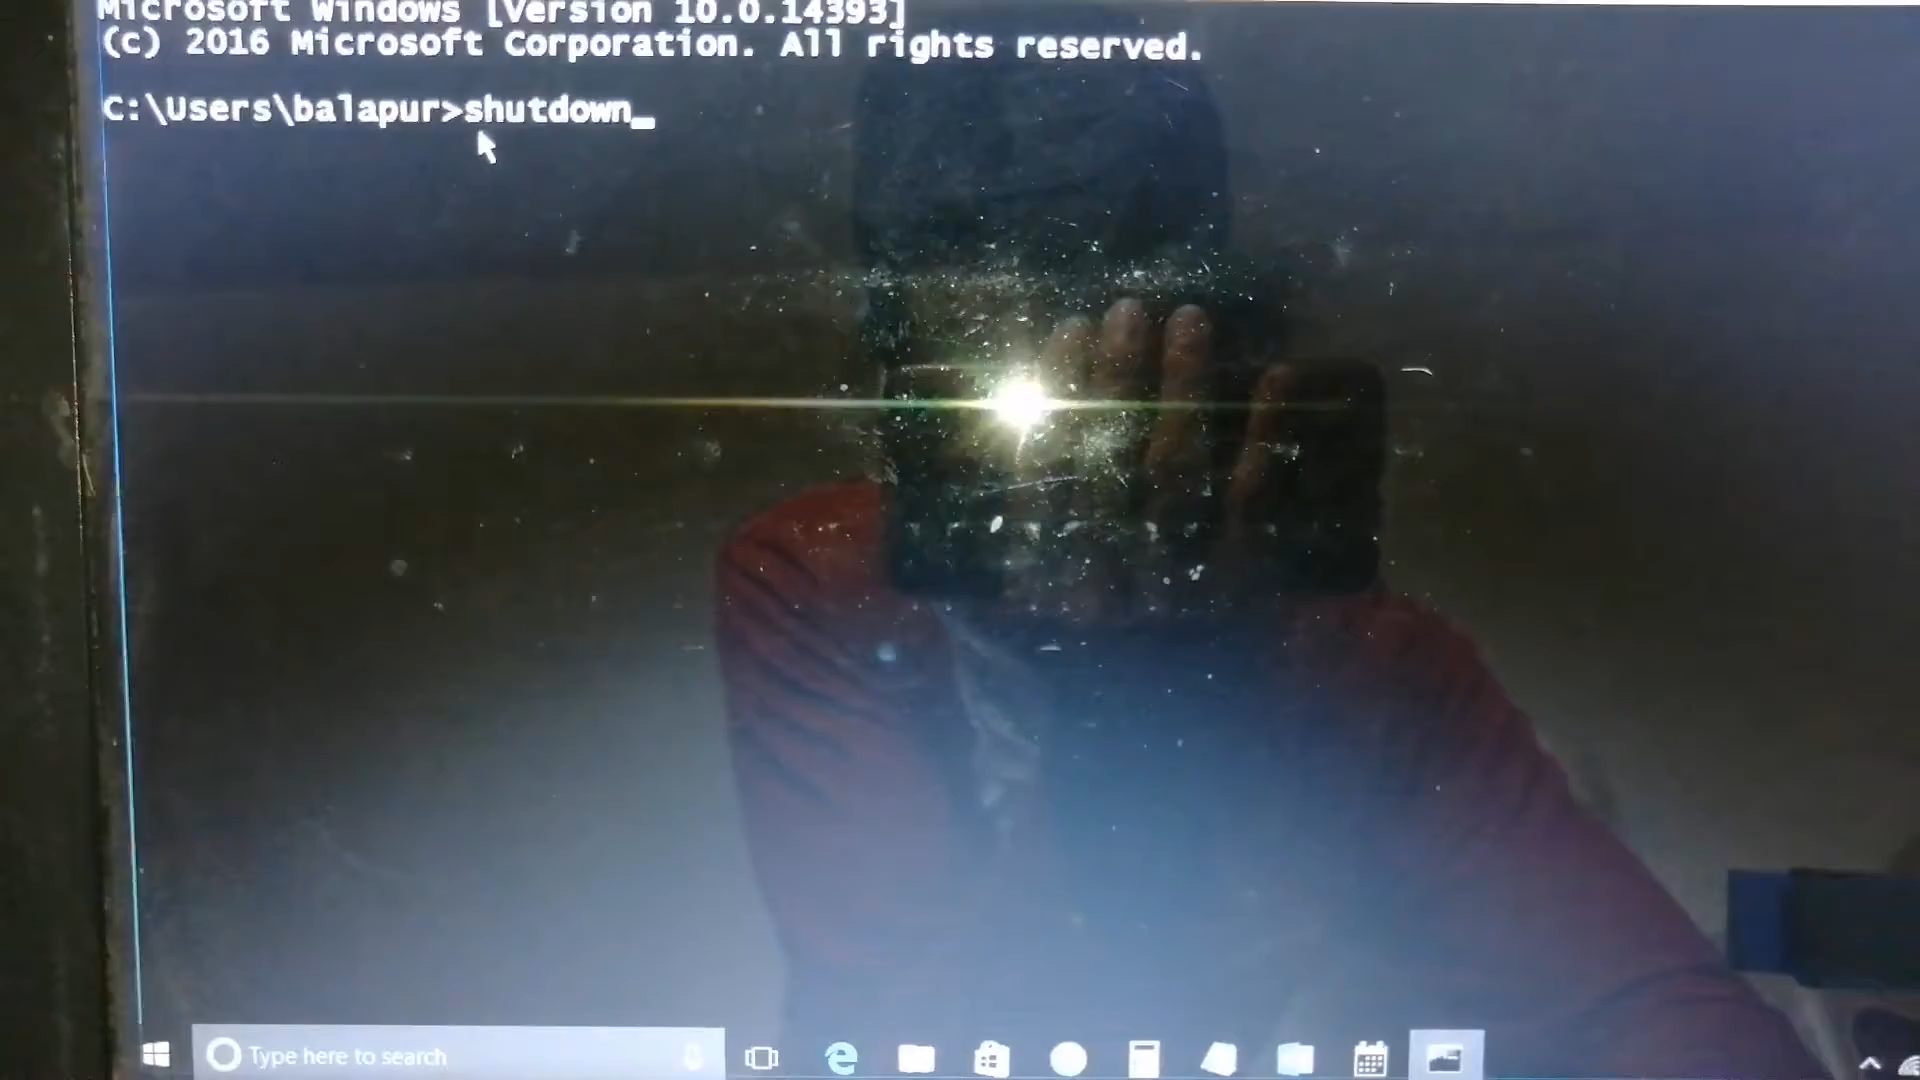 Microsoft Windows [Version 10.0.14393]
(c) 2016 Microsoft Corporation. All rights reserved.
C:\Users\balapur>shutdown_
Type here to search